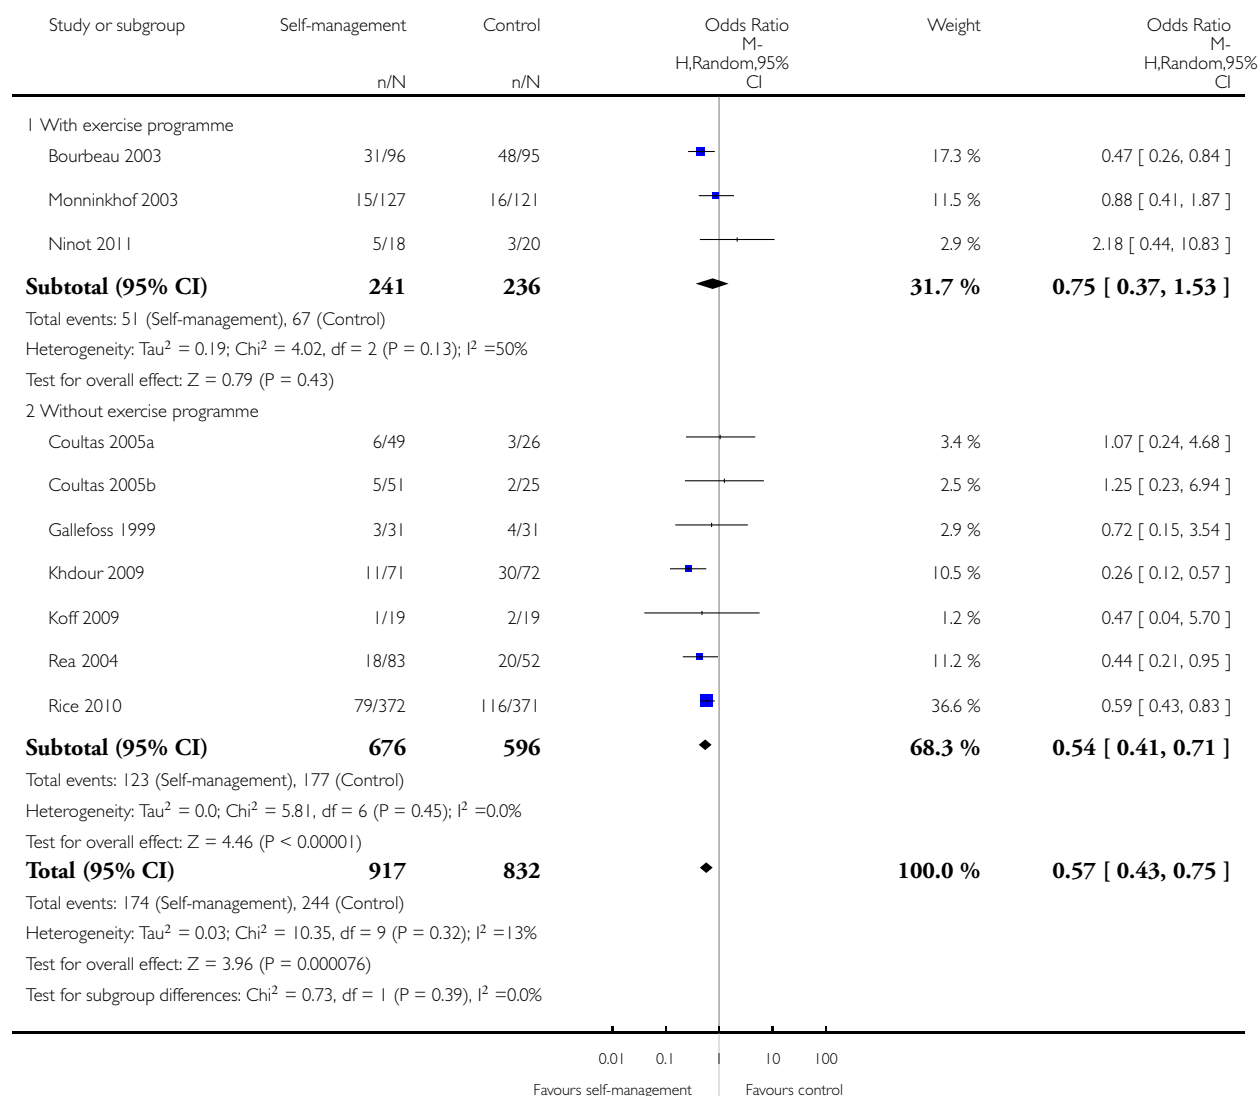 Study or subgroup Self-management Control Odds Ratio Weight Odds Ratio
M- M-
H,Random,95% H,Random,95%
n/N n/N CI CI
1 With exercise programme
Bourbeau 2003 31/96 48/95 17.3 % 0.47 [ 0.26, 0.84 ]
Monninkhof 2003 15/127 16/121 11.5 % 0.88 [ 0.41, 1.87 ]
Ninot 2011 5/18 3/20 2.9 % 2.18 [ 0.44, 10.83 ]
Subtotal (95% CI) 241 236 31.7 % 0.75 [ 0.37, 1.53 ]
Total events: 51 (Self-management), 67 (Control)
Heterogeneity: Tau² = 0.19; Chi² = 4.02, df = 2 (P = 0.13); I² =50%
Test for overall effect: Z = 0.79 (P = 0.43)
2 Without exercise programme
Coultas 2005a 6/49 3/26 3.4 % 1.07 [ 0.24, 4.68 ]
Coultas 2005b 5/51 2/25 2.5 % 1.25 [ 0.23, 6.94 ]
Gallefoss 1999 3/31 4/31 2.9 % 0.72 [ 0.15, 3.54 ]
Khdour 2009 11/71 30/72 10.5 % 0.26 [ 0.12, 0.57 ]
Koff 2009 1/19 2/19 1.2 % 0.47 [ 0.04, 5.70 ]
Rea 2004 18/83 20/52 11.2 % 0.44 [ 0.21, 0.95 ]
Rice 2010 79/372 116/371 36.6 % 0.59 [ 0.43, 0.83 ]
Subtotal (95% CI) 676 596 68.3 % 0.54 [ 0.41, 0.71 ]
Total events: 123 (Self-management), 177 (Control)
Heterogeneity: Tau² = 0.0; Chi² = 5.81, df = 6 (P = 0.45); I² =0.0%
Test for overall effect: Z = 4.46 (P < 0.00001)
Total (95% CI) 917 832 100.0 % 0.57 [ 0.43, 0.75 ]
Total events: 174 (Self-management), 244 (Control)
Heterogeneity: Tau² = 0.03; Chi² = 10.35, df = 9 (P = 0.32); I² =13%
Test for overall effect: Z = 3.96 (P = 0.000076)
Test for subgroup differences: Chi² = 0.73, df = 1 (P = 0.39), I² =0.0%
0.01 0.1 1 10 100
Favours self-management Favours control